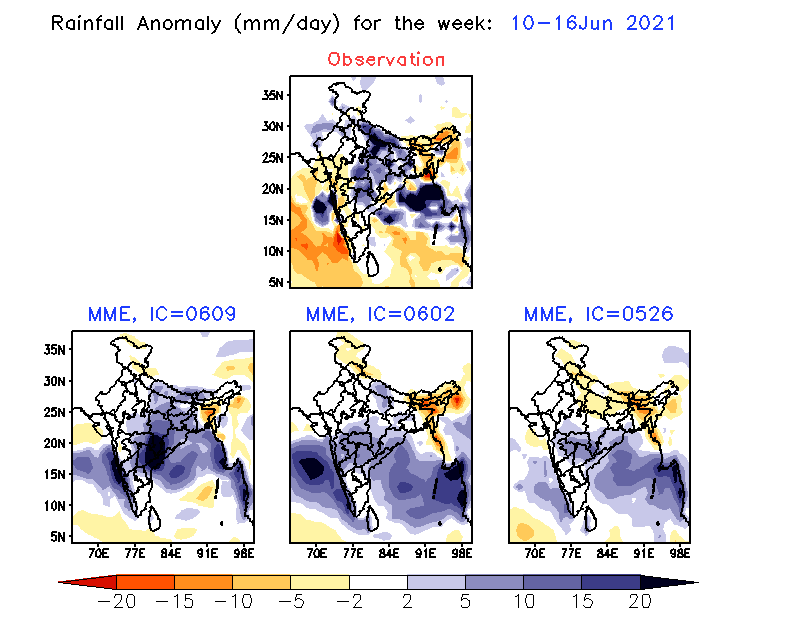 Rainfall Anomaly (mm/day) for the week: 10-16Jun 2021
Observation
35N
30N
25N
20N
15N
10N
5N
MME, IC=0609 MME, IC=0602 MME, IC=0526
35N
30N
25N
20N
15N
10N
5N
70E 77E 84E 91E 98E 70E 77E 84E 91E 98E 70E 77E 84E 91E 98E
-20 -15 -10 -5 -2 2 5 10 15 20